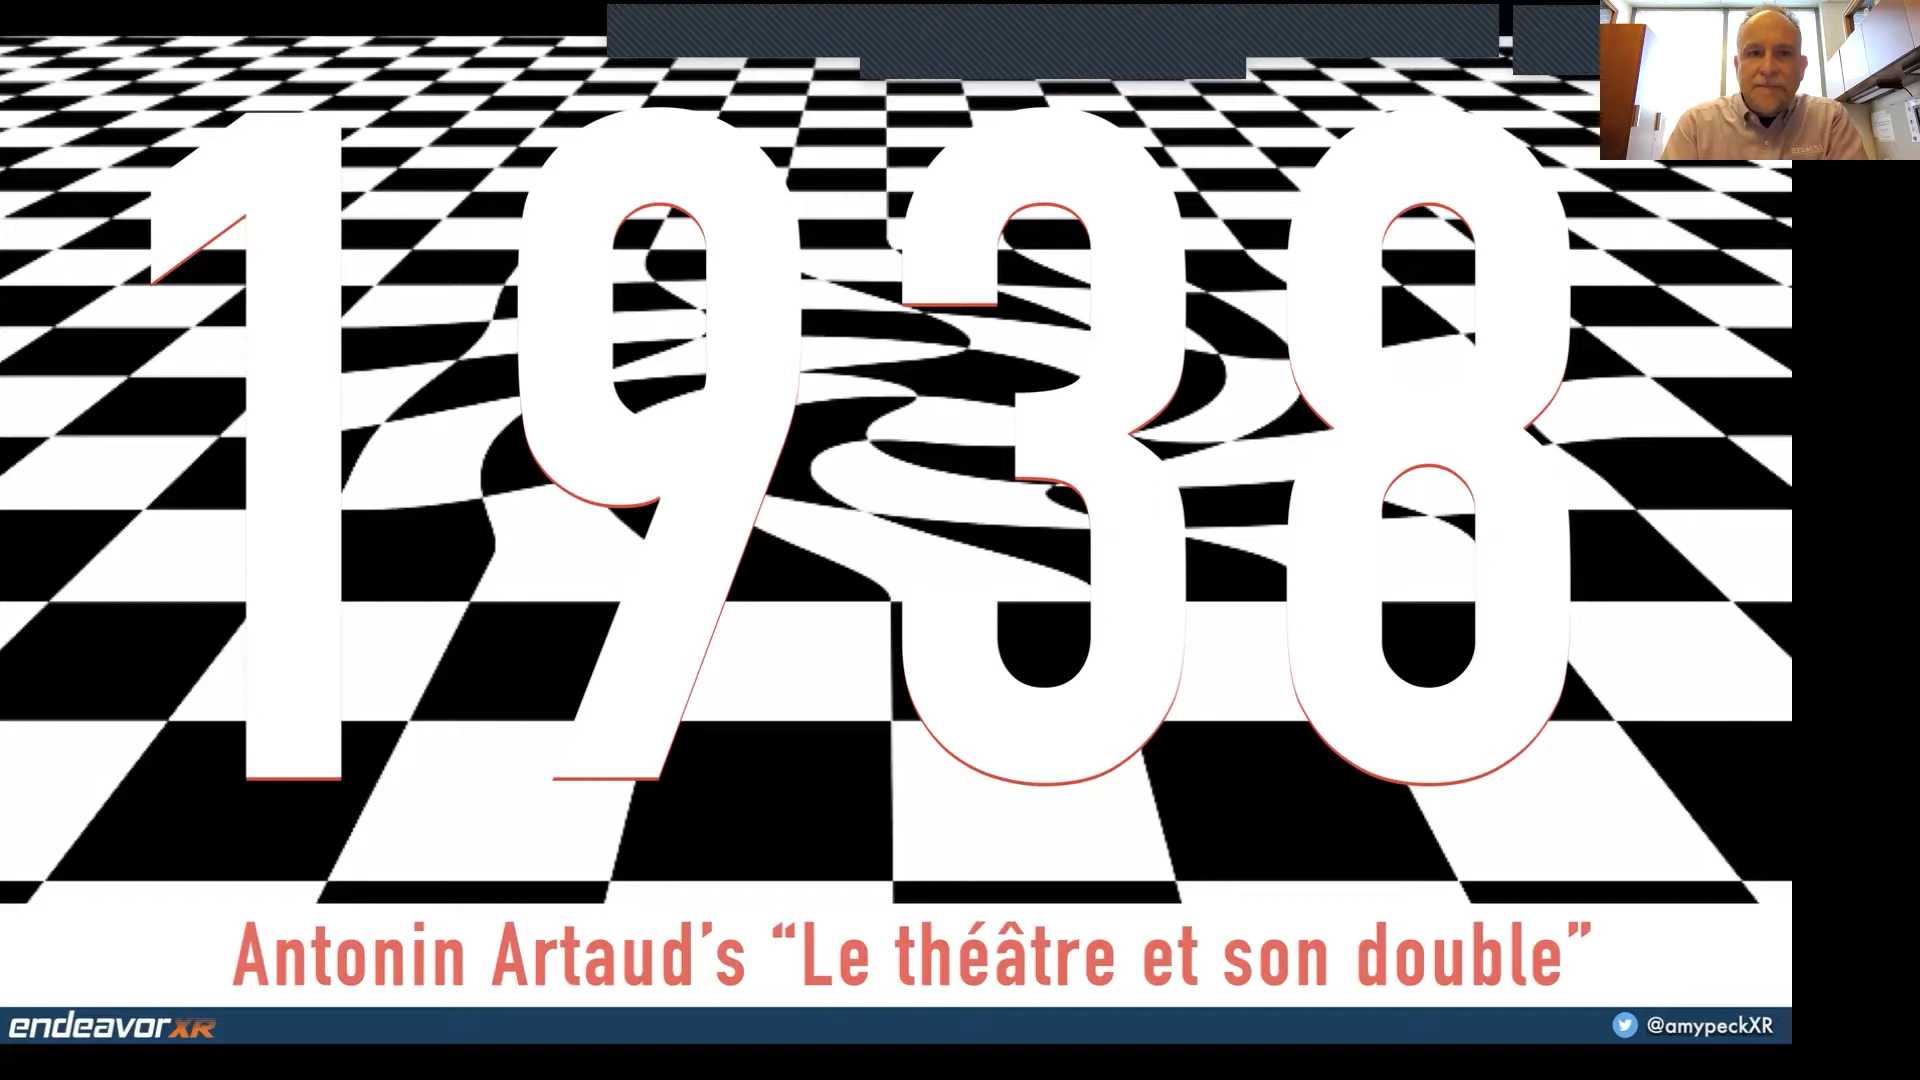 1938
Antonin Artaud's “Le théâtre et son double”
endeavorXR
@amypeckXR